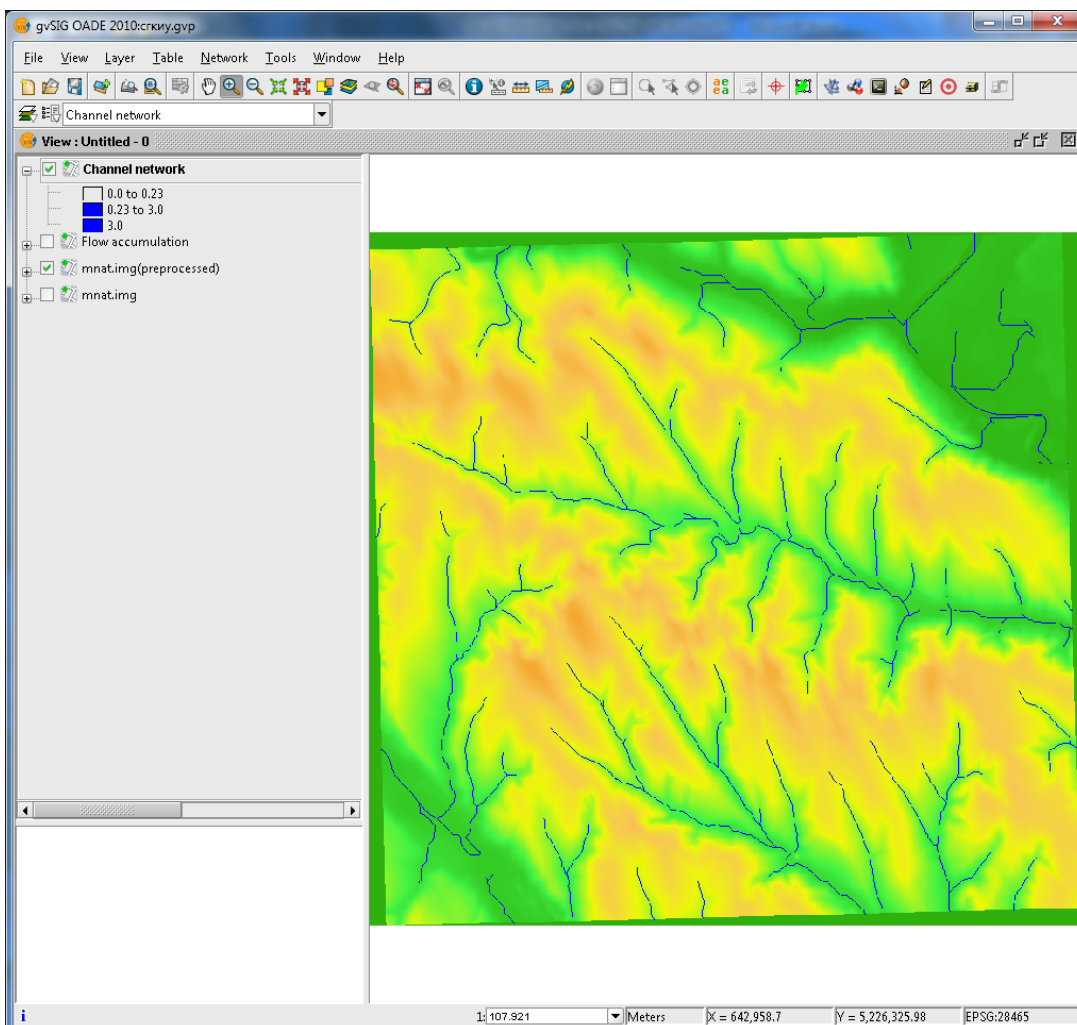 gvSIG OADE 2010:сгкиу.gvp
File View Layer Table Network Tools Window Help
Channel network
View : Untitled - 0
Channel network
0.0 to 0.23
0.23 to 3.0
3.0
Flow accumulation
mnat.img(preprocessed)
mnat.img
1: 107.921 Meters X = 642,958.7 Y = 5,226,325.98 EPSG:28465